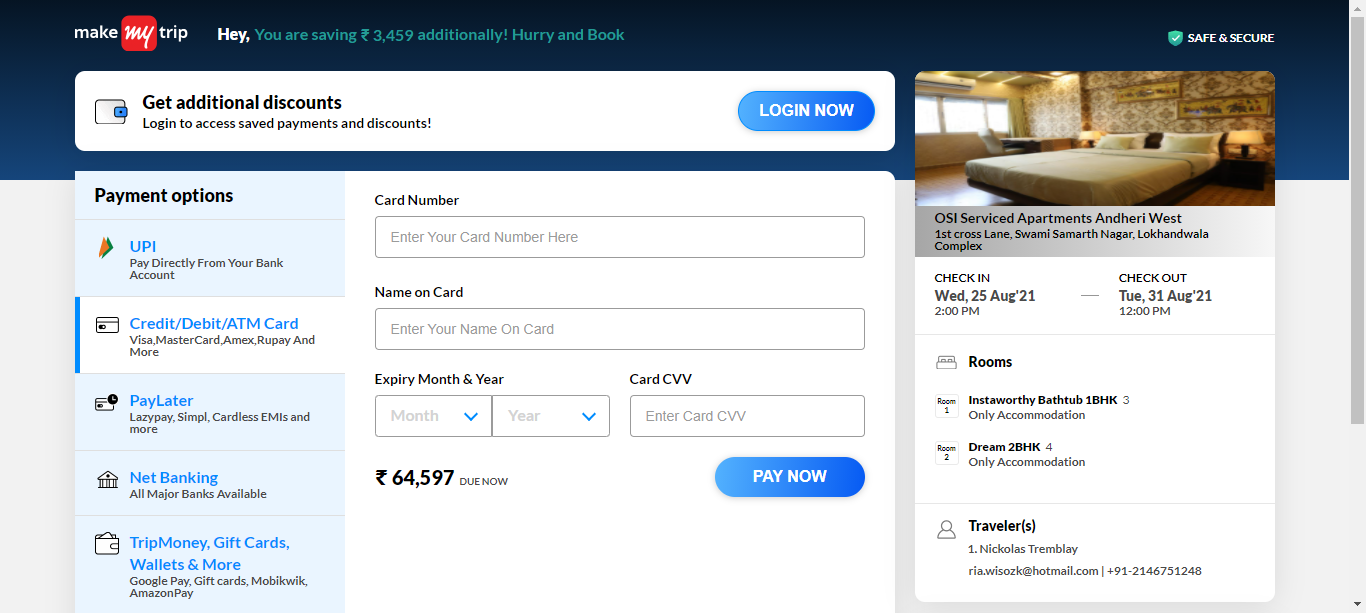 make my trip
Hey, You are saving ₹ 3,459 additionally! Hurry and Book
SAFE & SECURE
Get additional discounts
Login to access saved payments and discounts!
LOGIN NOW
Payment options
UPI
Pay Directly From Your Bank
Account
Credit/Debit/ATM Card
Visa,MasterCard,Amex,Rupay And
More
PayLater
Lazypay, Simpl, Cardless EMIs and
more
Net Banking
All Major Banks Available
TripMoney, Gift Cards,
Wallets & More
Google Pay, Gift cards, Mobikwik,
AmazonPay
Card Number
Enter Your Card Number Here
Name on Card
Enter Your Name On Card
Expiry Month & Year
Card CVV
Month
Year
Enter Card CVV
₹ 64,597 DUE NOW
PAY NOW
OSI Serviced Apartments Andheri West
1st cross Lane, Swami Samarth Nagar, Lokhandwala
Complex
CHECK IN
Wed, 25 Aug'21
2:00 PM
CHECK OUT
Tue, 31 Aug'21
12:00 PM
Rooms
Room
1
Instaworthy Bathtub 1BHK 3
Only Accommodation
Room
2
Dream 2BHK 4
Only Accommodation
Traveler(s)
1. Nickolas Tremblay
ria.wisozk@hotmail.com | +91-2146751248